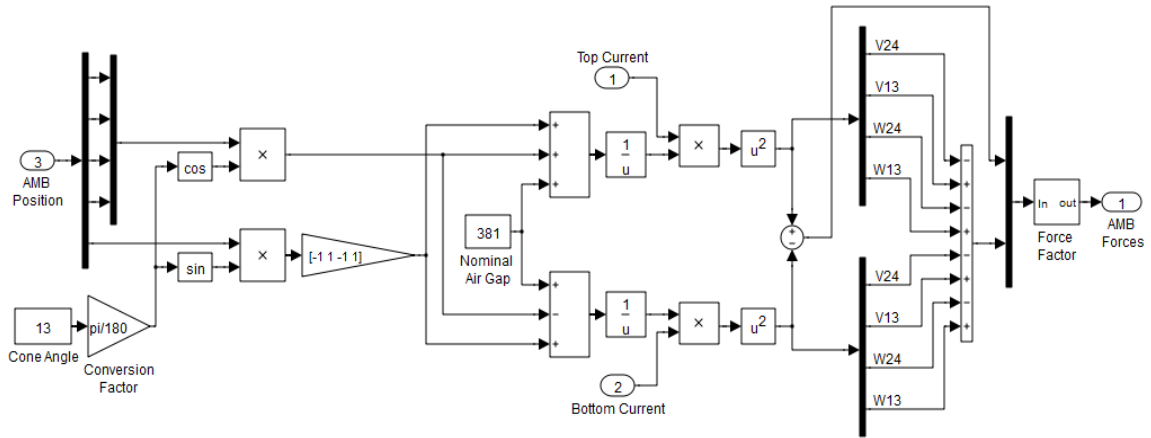 3
AMB
Position
13
Cone Angle
pi/180
Conversion
Factor
cos
sin
×
×
[-1 1 -1 1]
381
Nominal
Air Gap
+
+
+
+
−
+
1
u
1
u
Top Current
1
2
Bottom Current
×
×
u²
u²
+
−
V24
V13
W24
W13
V24
V13
W24
W13
−
+
−
+
−
+
−
+
In out
Force
Factor
1
AMB
Forces